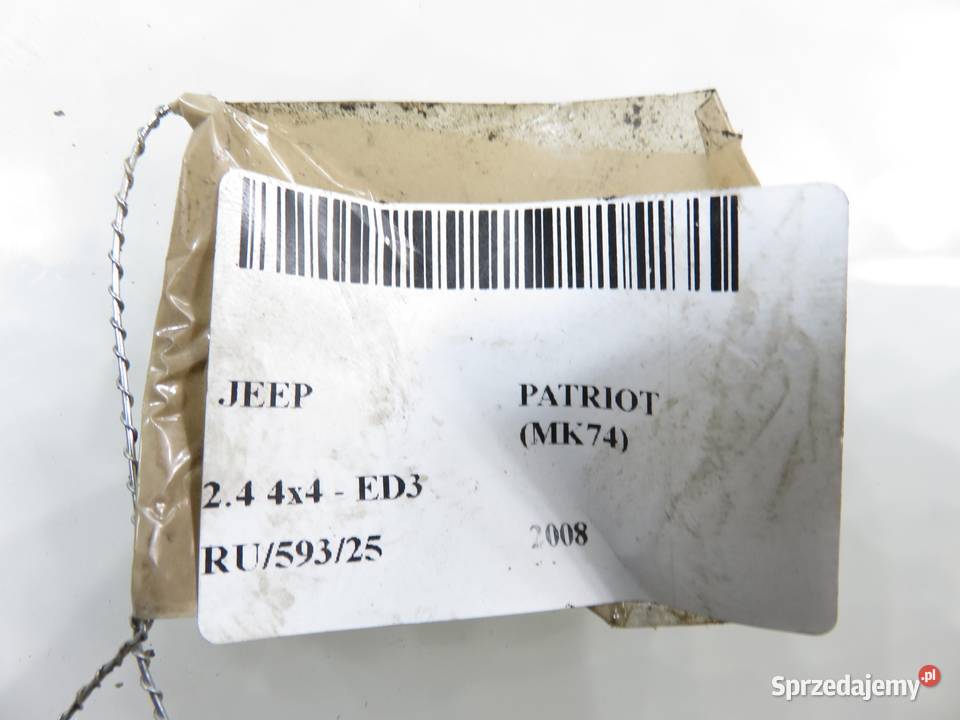 JEEP PATRIOT
(MK74)
2.4 4x4 - ED3
RU/593/25 2008
Sprzedajemy.pl